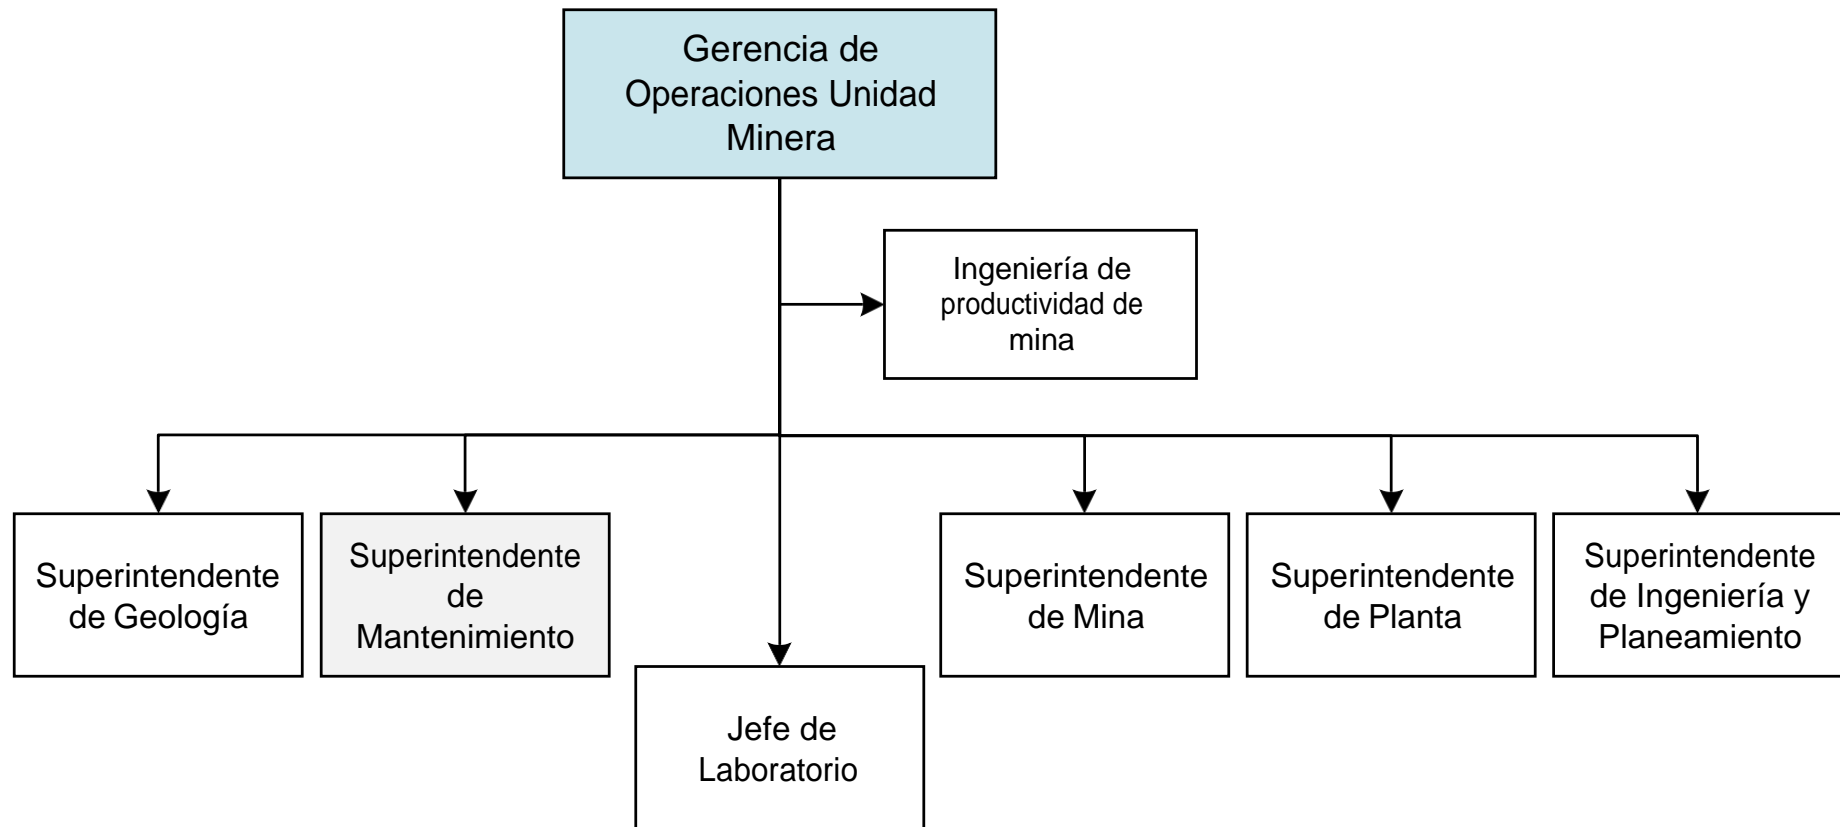 Gerencia de
Operaciones Unidad
Minera
Ingeniería de
productividad de
mina
Superintendente
de Geología
Superintendente
de
Mantenimiento
Jefe de
Laboratorio
Superintendente
de Mina
Superintendente
de Planta
Superintendente
de Ingeniería y
Planeamiento